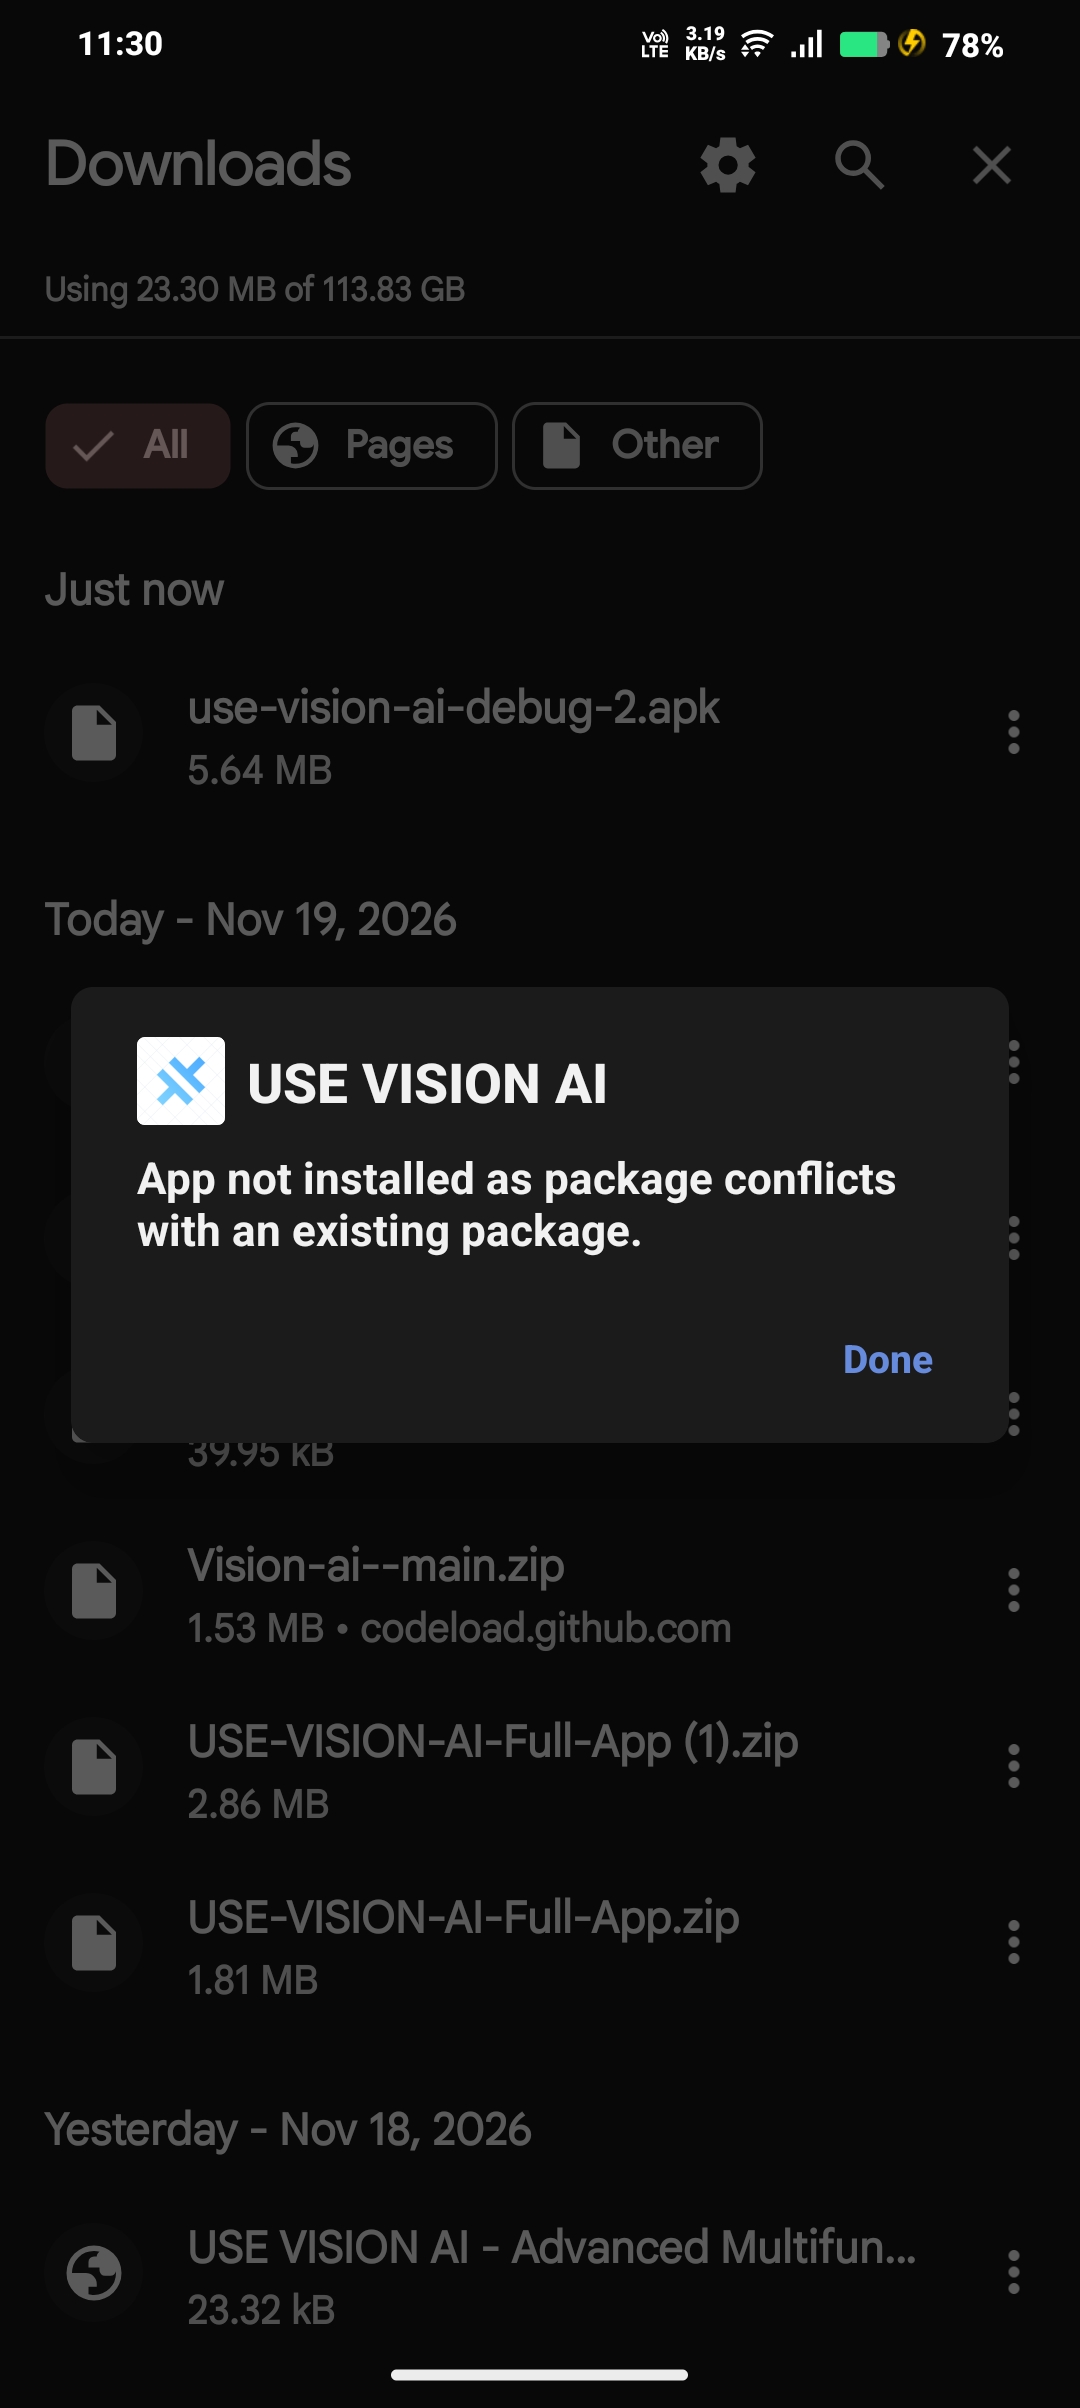 11:30
Vo)) LTE
3.19 KB/s
78%
Downloads
Using 23.30 MB of 113.83 GB
All
Pages
Other
Just now
use-vision-ai-debug-2.apk
5.64 MB
Today - Nov 19, 2026
USE VISION AI
App not installed as package conflicts
with an existing package.
Done
39.95 kB
Vision-ai--main.zip
1.53 MB • codeload.github.com
USE-VISION-AI-Full-App (1).zip
2.86 MB
USE-VISION-AI-Full-App.zip
1.81 MB
Yesterday - Nov 18, 2026
USE VISION AI - Advanced Multifun...
23.32 kB